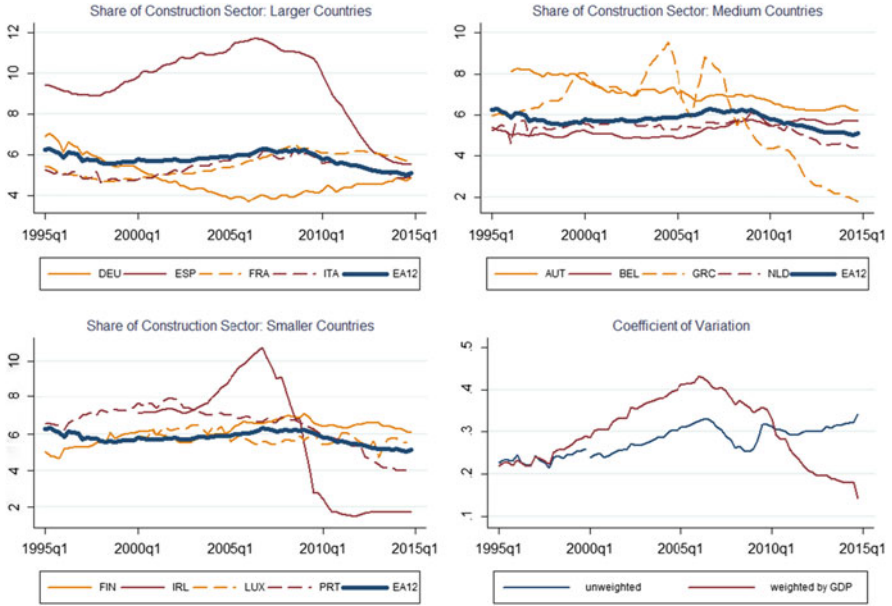 Share of Construction Sector: Larger Countries
12
10
8
6
4
1995q1 2000q1 2005q1 2010q1 2015q1
DEU ESP FRA ITA EA12
Share of Construction Sector: Medium Countries
10
8
6
4
2
1995q1 2000q1 2005q1 2010q1 2015q1
AUT BEL GRC NLD EA12
Share of Construction Sector: Smaller Countries
10
8
6
4
2
1995q1 2000q1 2005q1 2010q1 2015q1
FIN IRL LUX PRT EA12
Coefficient of Variation
.5
.4
.3
.2
.1
1995q1 2000q1 2005q1 2010q1 2015q1
unweighted weighted by GDP